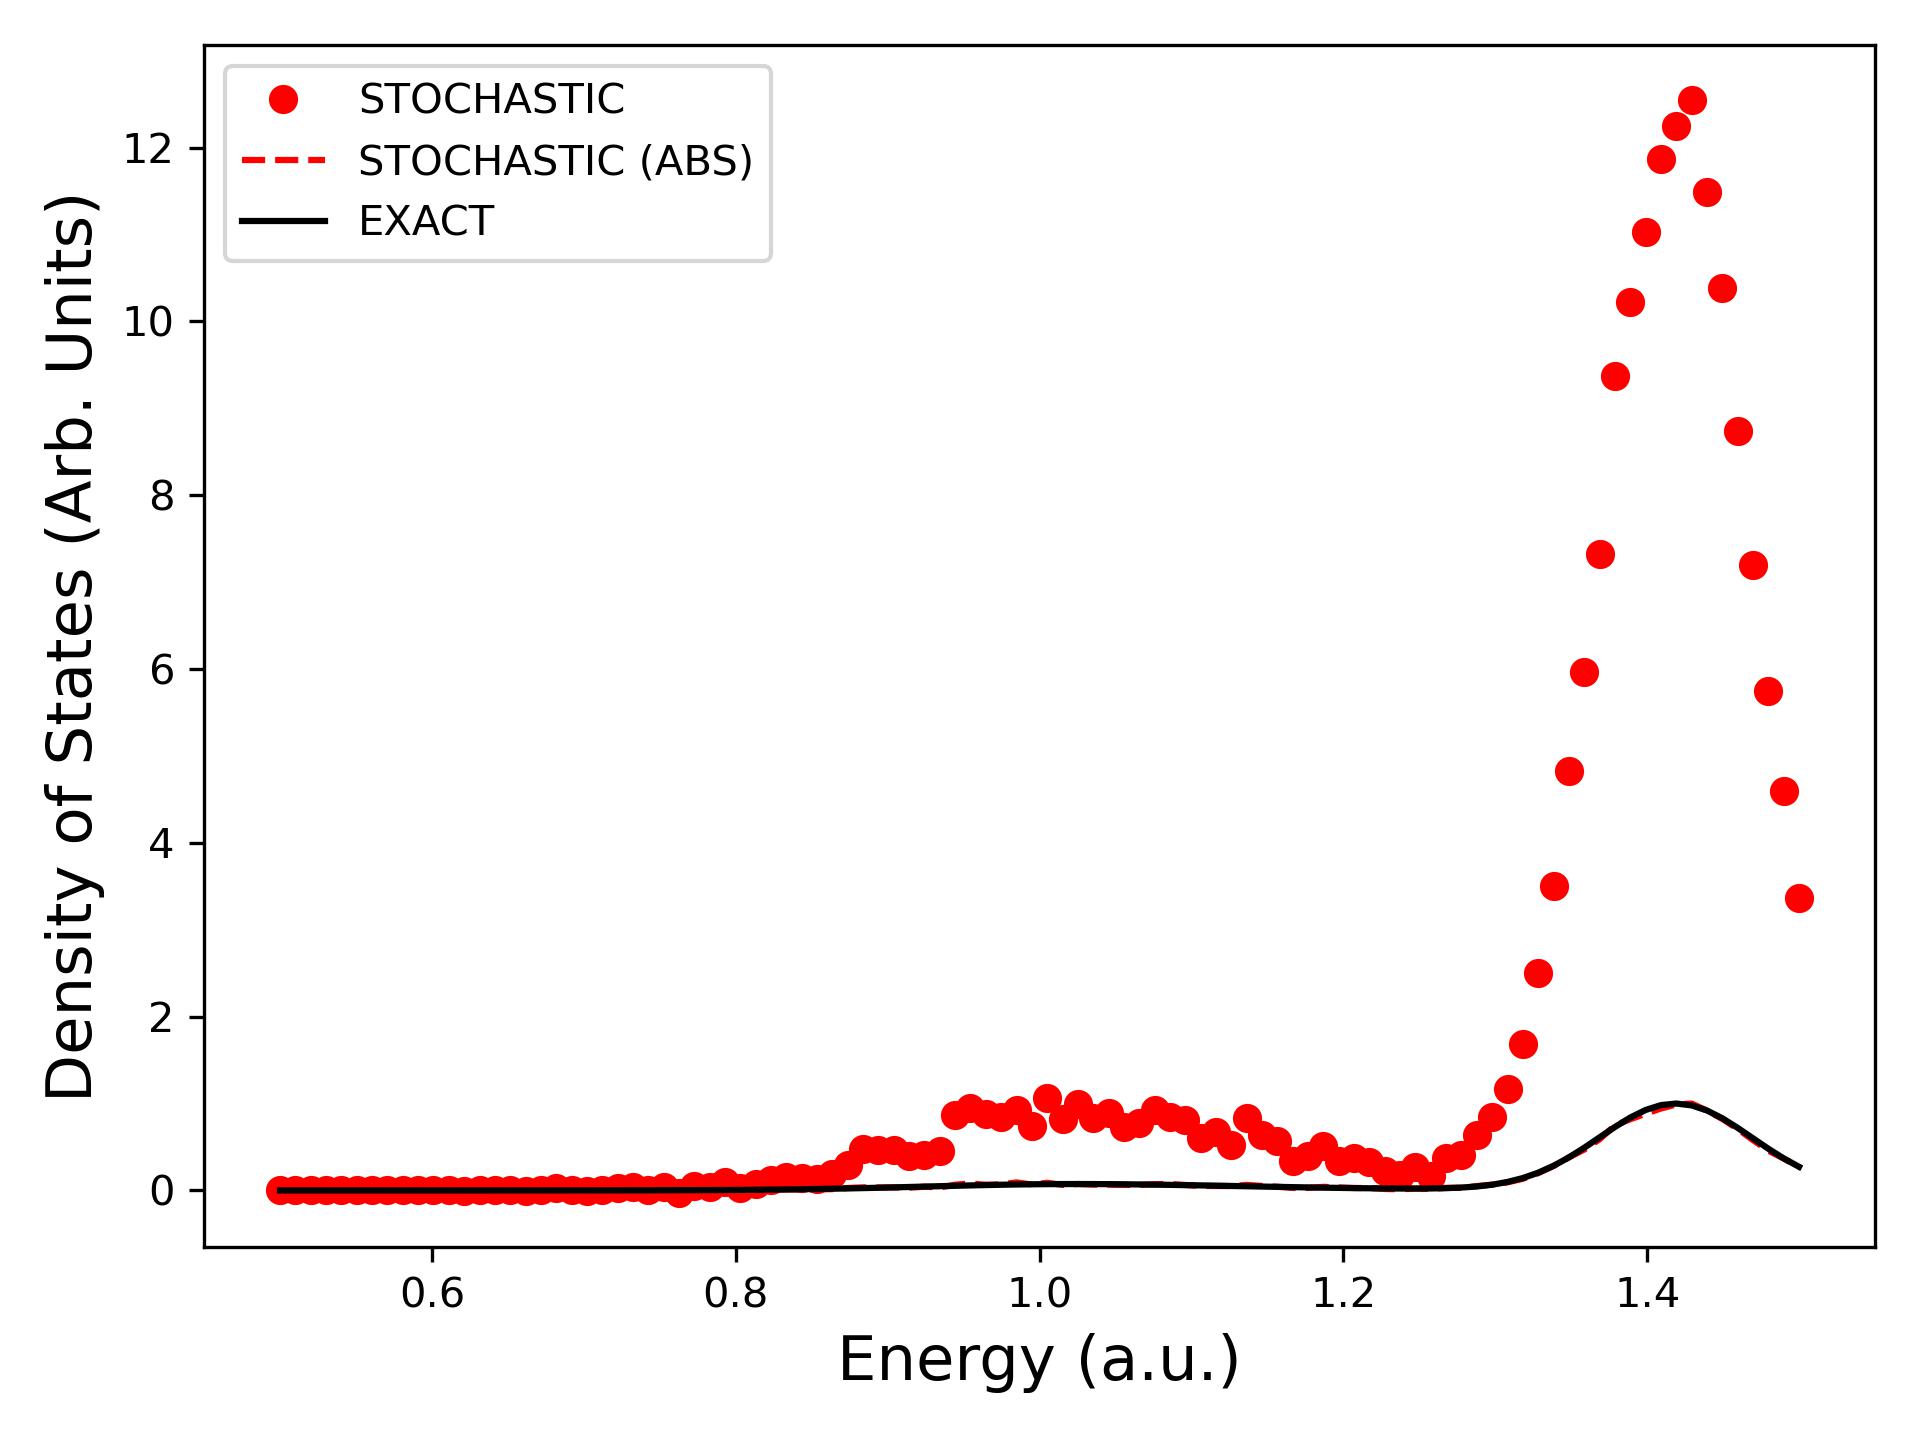 STOCHASTIC
STOCHASTIC (ABS)
EXACT
Density of States (Arb. Units)
12
10
8
6
4
2
0
0.6 0.8 1.0 1.2 1.4
Energy (a.u.)